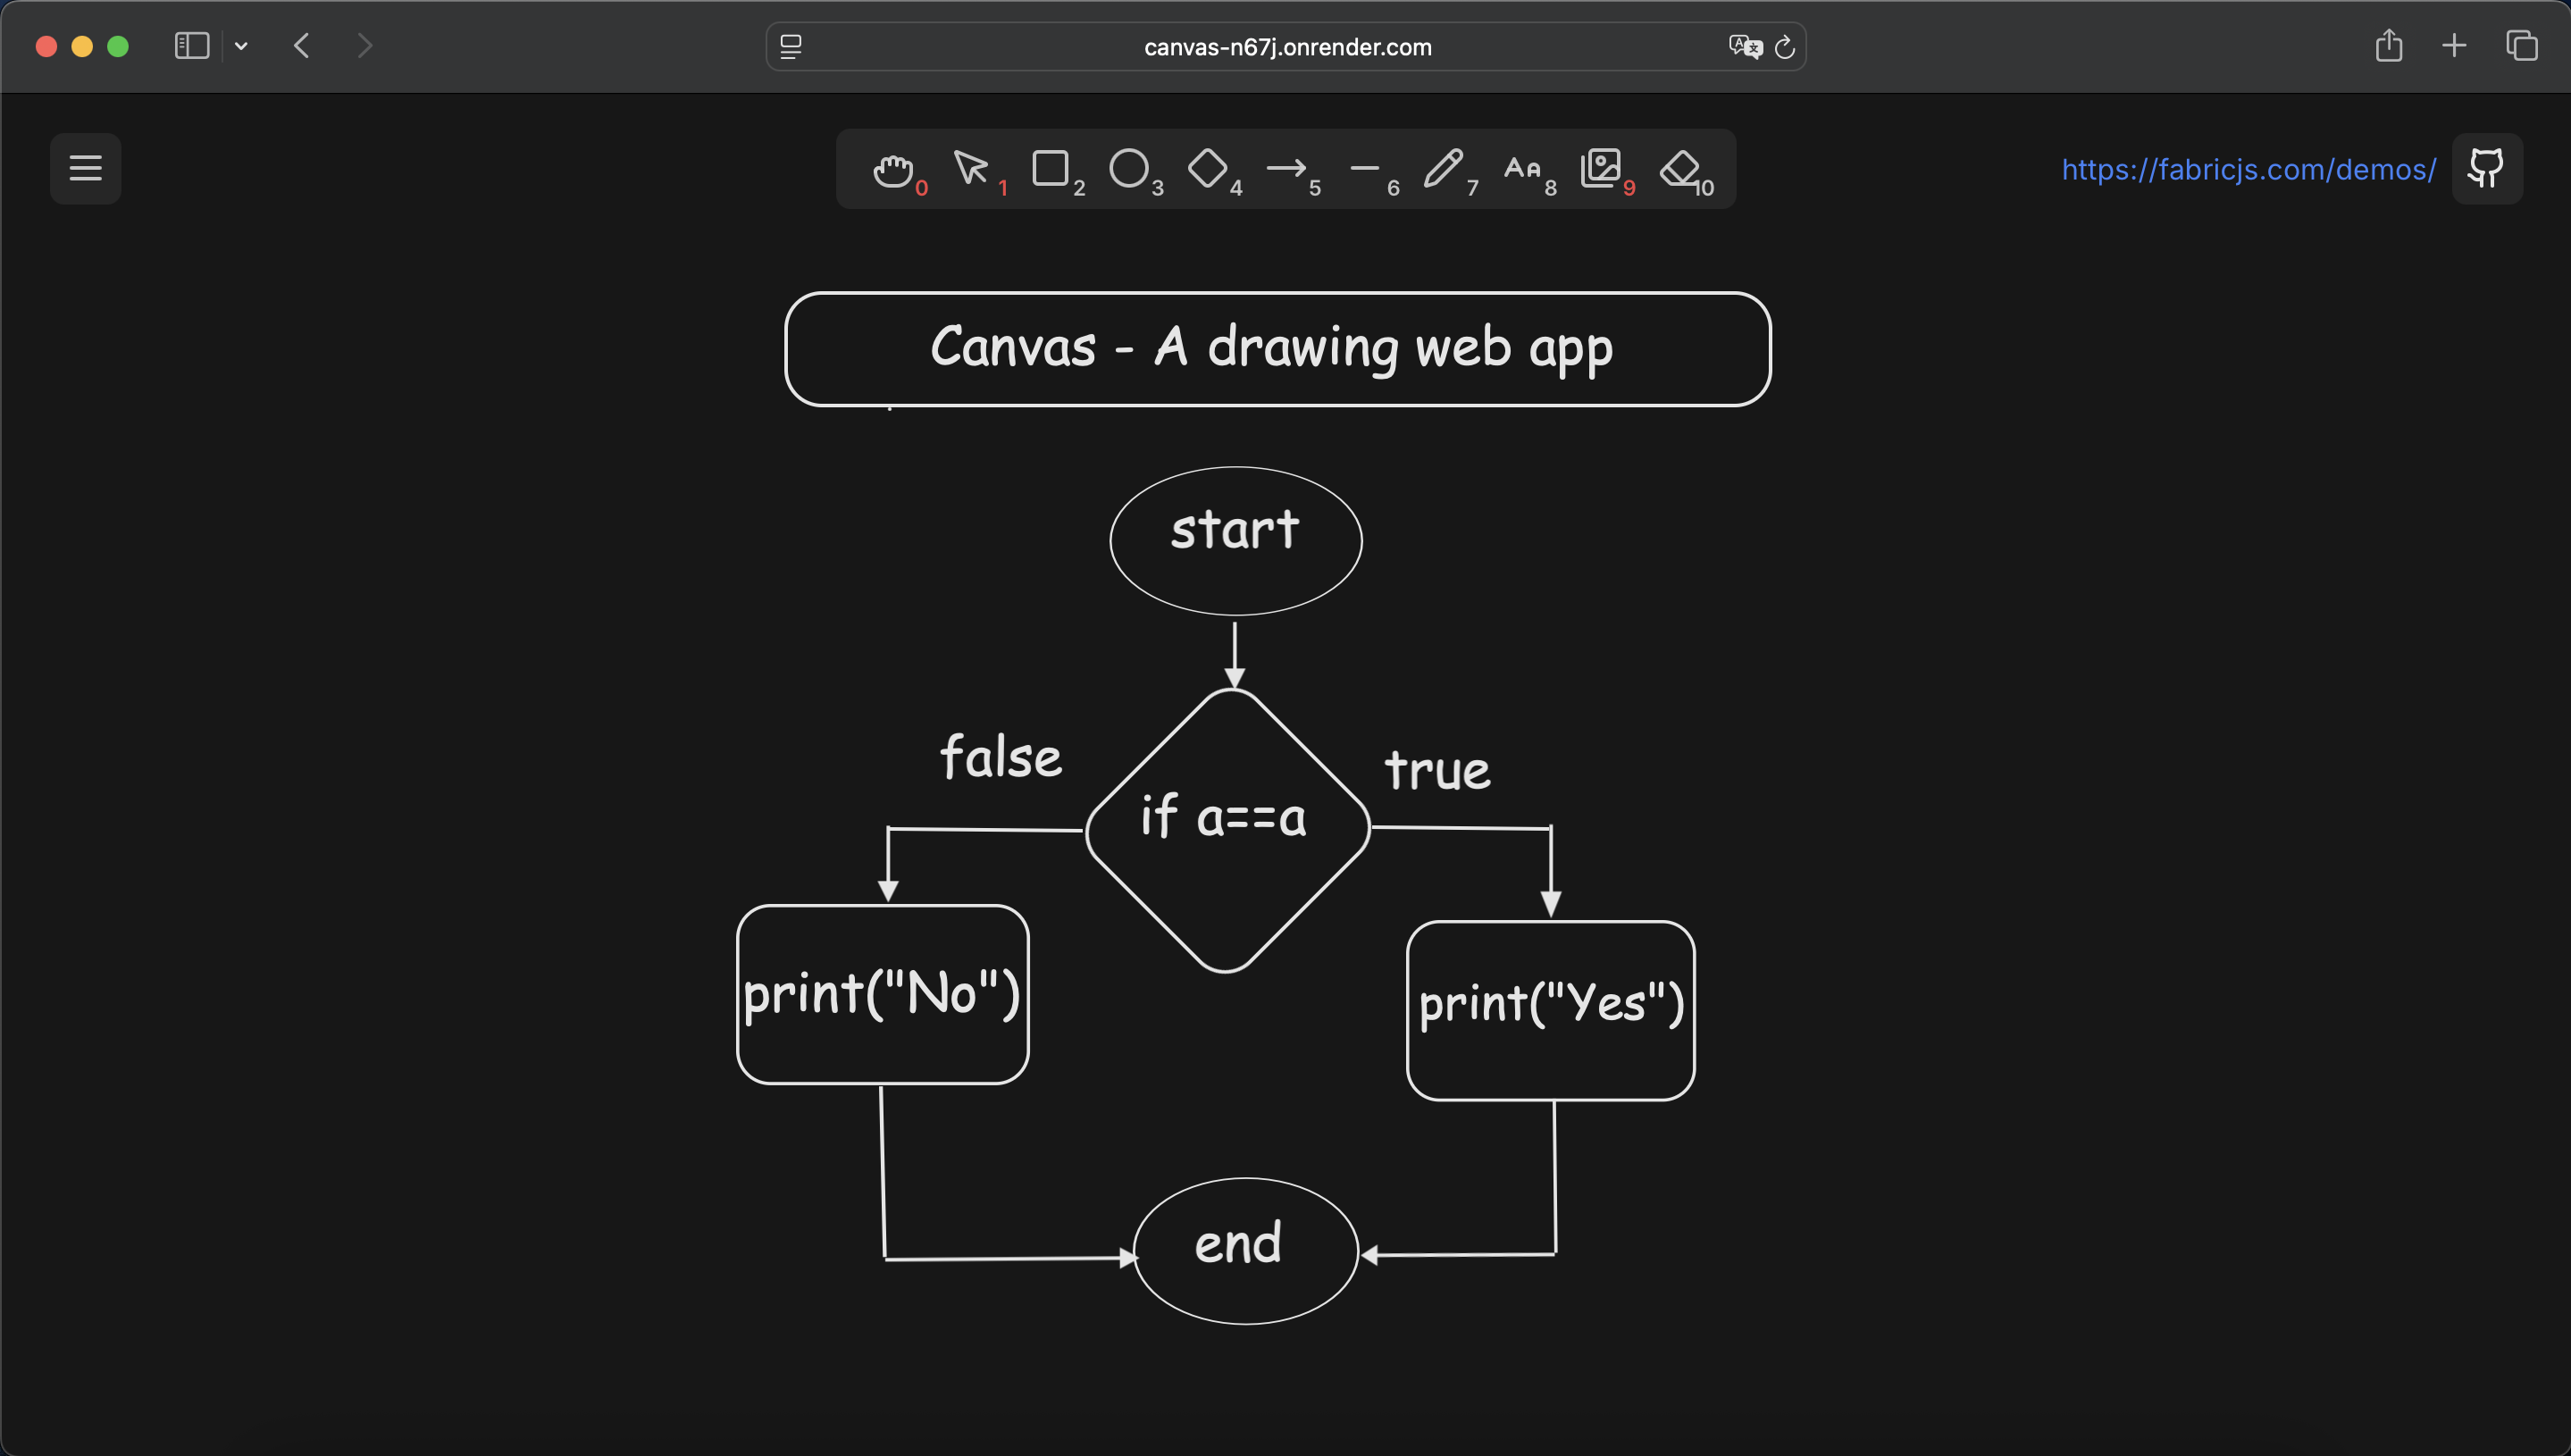 canvas-n67j.onrender.com
0 1 2 3 4 5 6 7 AA 8 9 10
https://fabricjs.com/demos/
Canvas - A drawing web app
start
false
true
if a==a
print("No")
print("Yes")
end